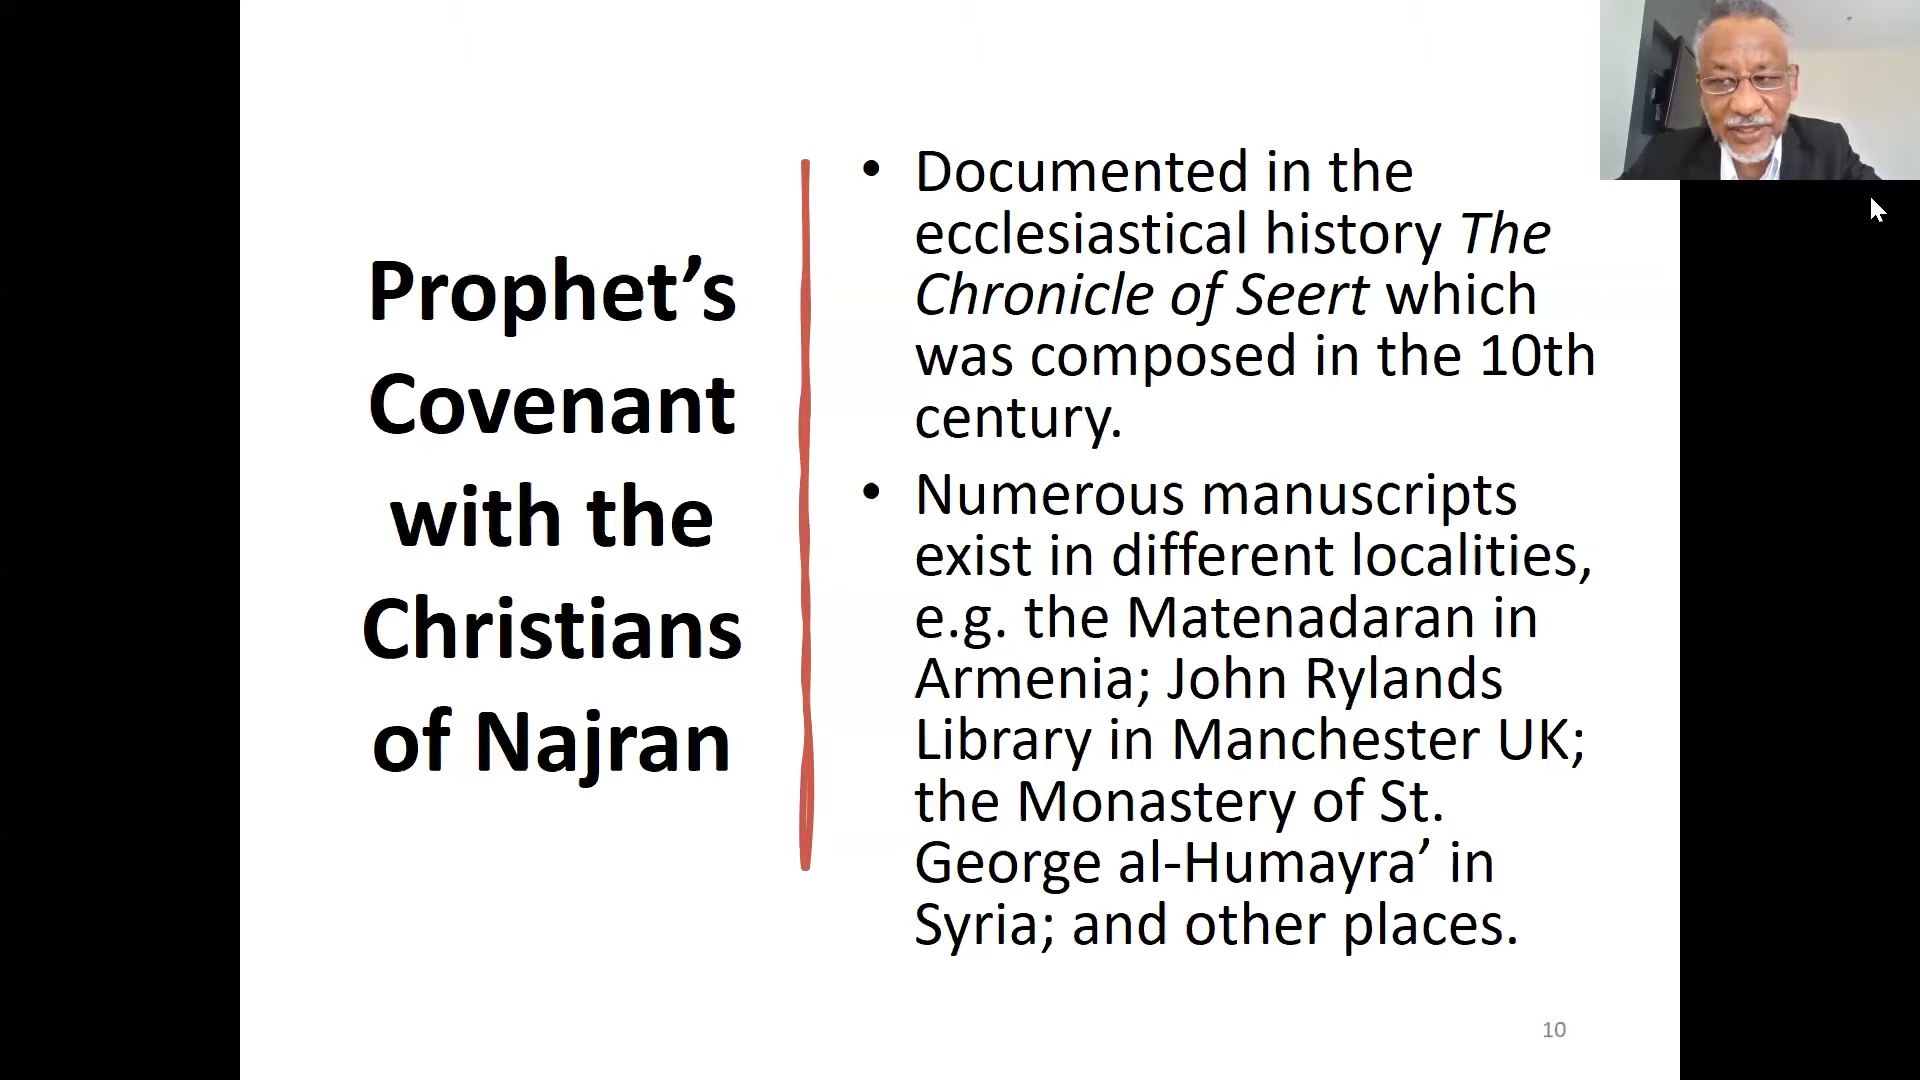 Prophet’s
Covenant
with the
Christians
of Najran
• Documented in the
ecclesiastical history The
Chronicle of Seert which
was composed in the 10th
century.
• Numerous manuscripts
exist in different localities,
e.g. the Matenadaran in
Armenia; John Rylands
Library in Manchester UK;
the Monastery of St.
George al-Humayra’ in
Syria; and other places.
10